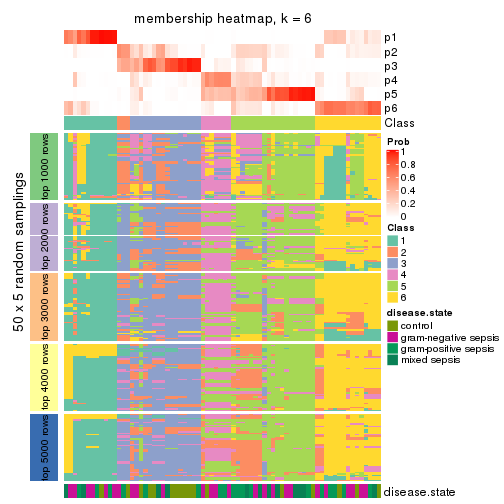 membership heatmap, k = 6
p1
p2
p3
p4
p5
p6
Class
50 x 5 random samplings
top 1000 rows
top 2000 rows
top 3000 rows
top 4000 rows
top 5000 rows
Prob
1
0.8
0.6
0.4
0.2
0
Class
1
2
3
4
5
6
disease.state
control
gram-negative sepsis
gram-positive sepsis
mixed sepsis
disease.state